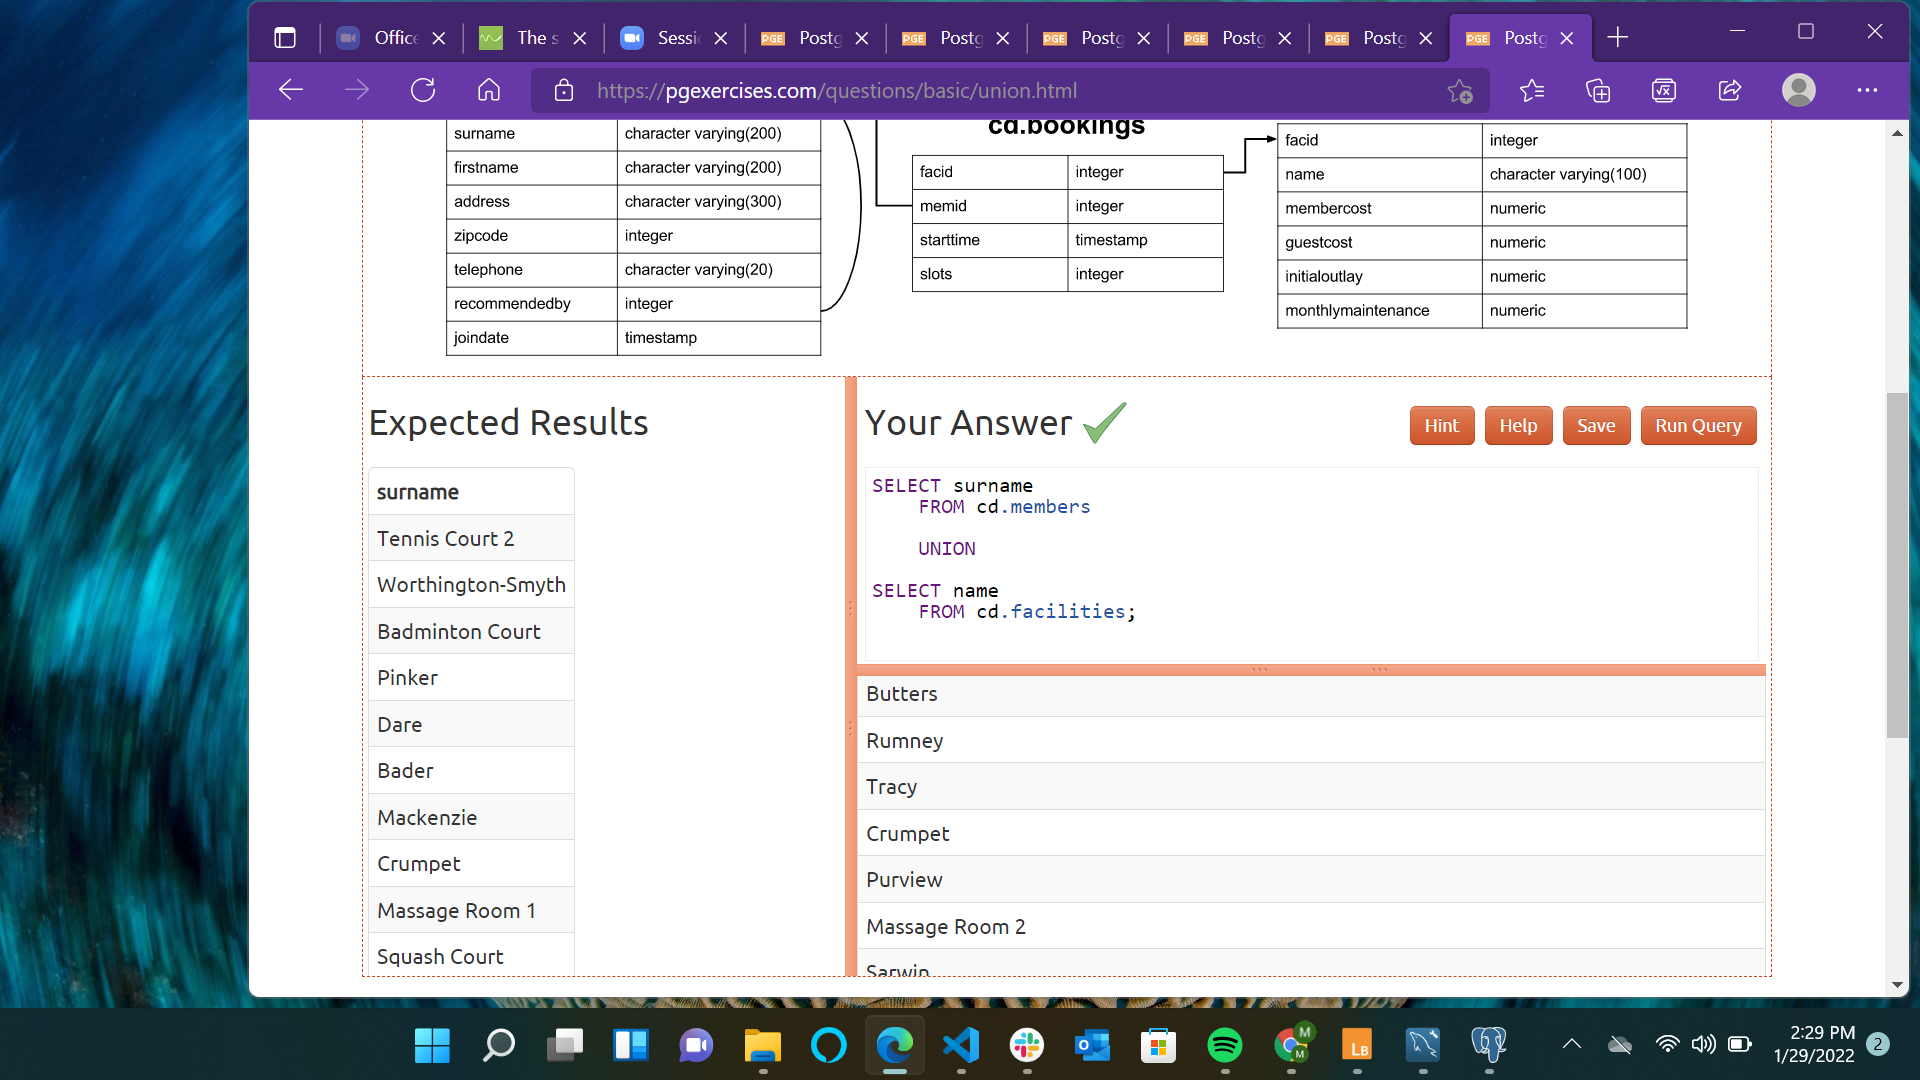 Office
The s
Sessi
Postg
Postg
Postg
Postg
Postg
Postg
https://pgexercises.com/questions/basic/union.html
surname character varying(200)
firstname character varying(200)
address character varying(300)
zipcode integer
telephone character varying(20)
recommendedby integer
joindate timestamp
cd.bookings
facid integer
memid integer
starttime timestamp
slots integer
facid integer
name character varying(100)
membercost numeric
guestcost numeric
initialoutlay numeric
monthlymaintenance numeric
Expected Results
surname
Tennis Court 2
Worthington-Smyth
Badminton Court
Pinker
Dare
Bader
Mackenzie
Crumpet
Massage Room 1
Squash Court
Your Answer
Hint Help Save Run Query
SELECT surname
FROM cd.members
UNION
SELECT name
FROM cd.facilities;
Butters
Rumney
Tracy
Crumpet
Purview
Massage Room 2
Sarwin
2:29 PM
1/29/2022
2